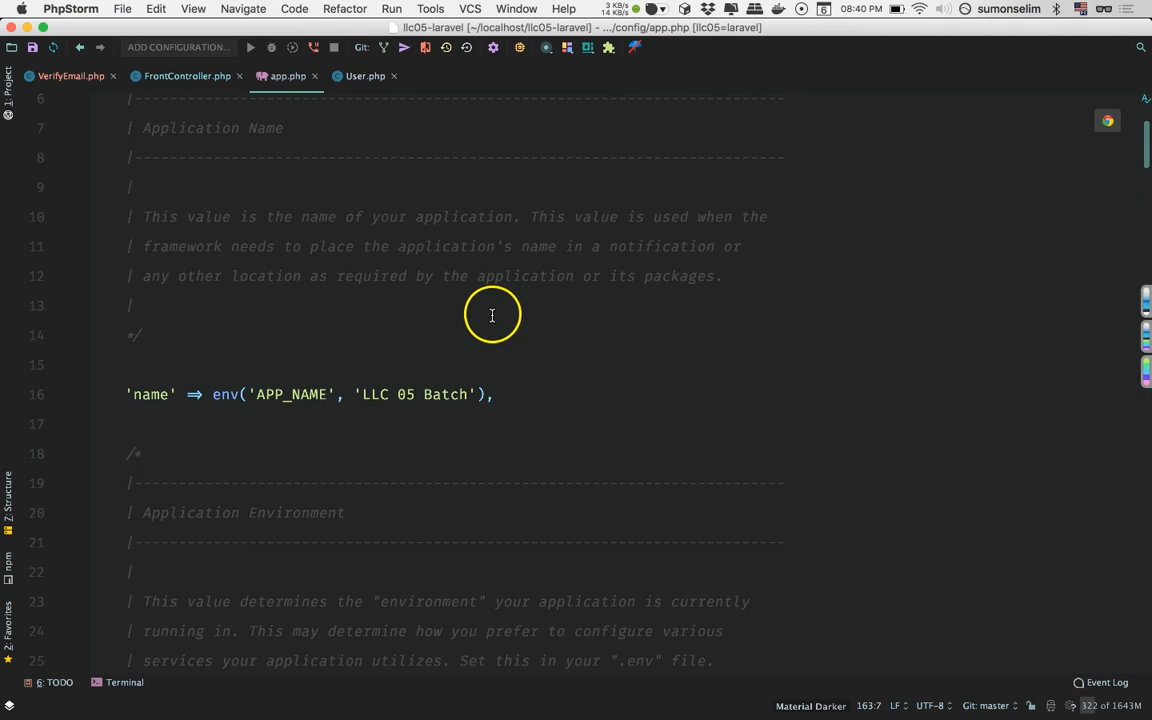 PhpStorm File Edit View Navigate Code Refactor Run Tools VCS Window Help 3 KB/s 14 KB/s 6 08:40 PM sumonselim
llc05-laravel [~/localhost/llc05-laravel] - .../config/app.php [llc05-laravel]
ADD CONFIGURATION... Git:
VerifyEmail.php FrontController.php app.php User.php
1: Project
6 |--------------------------------------------------------------------------
7 | Application Name
8 |--------------------------------------------------------------------------
9 |
10 | This value is the name of your application. This value is used when the
11 | framework needs to place the application's name in a notification or
12 | any other location as required by the application or its packages.
13 |
14 */
15
16 'name' => env('APP_NAME', 'LLC 05 Batch'),
17
18 /*
19 |--------------------------------------------------------------------------
20 | Application Environment
21 |--------------------------------------------------------------------------
22 |
23 | This value determines the "environment" your application is currently
24 | running in. This may determine how you prefer to configure various
25 | services your application utilizes. Set this in your ".env" file.
7: Structure
npm
2: Favorites
6: TODO Terminal Event Log
Material Darker 163:7 LF UTF-8 Git: master 322 of 1643M